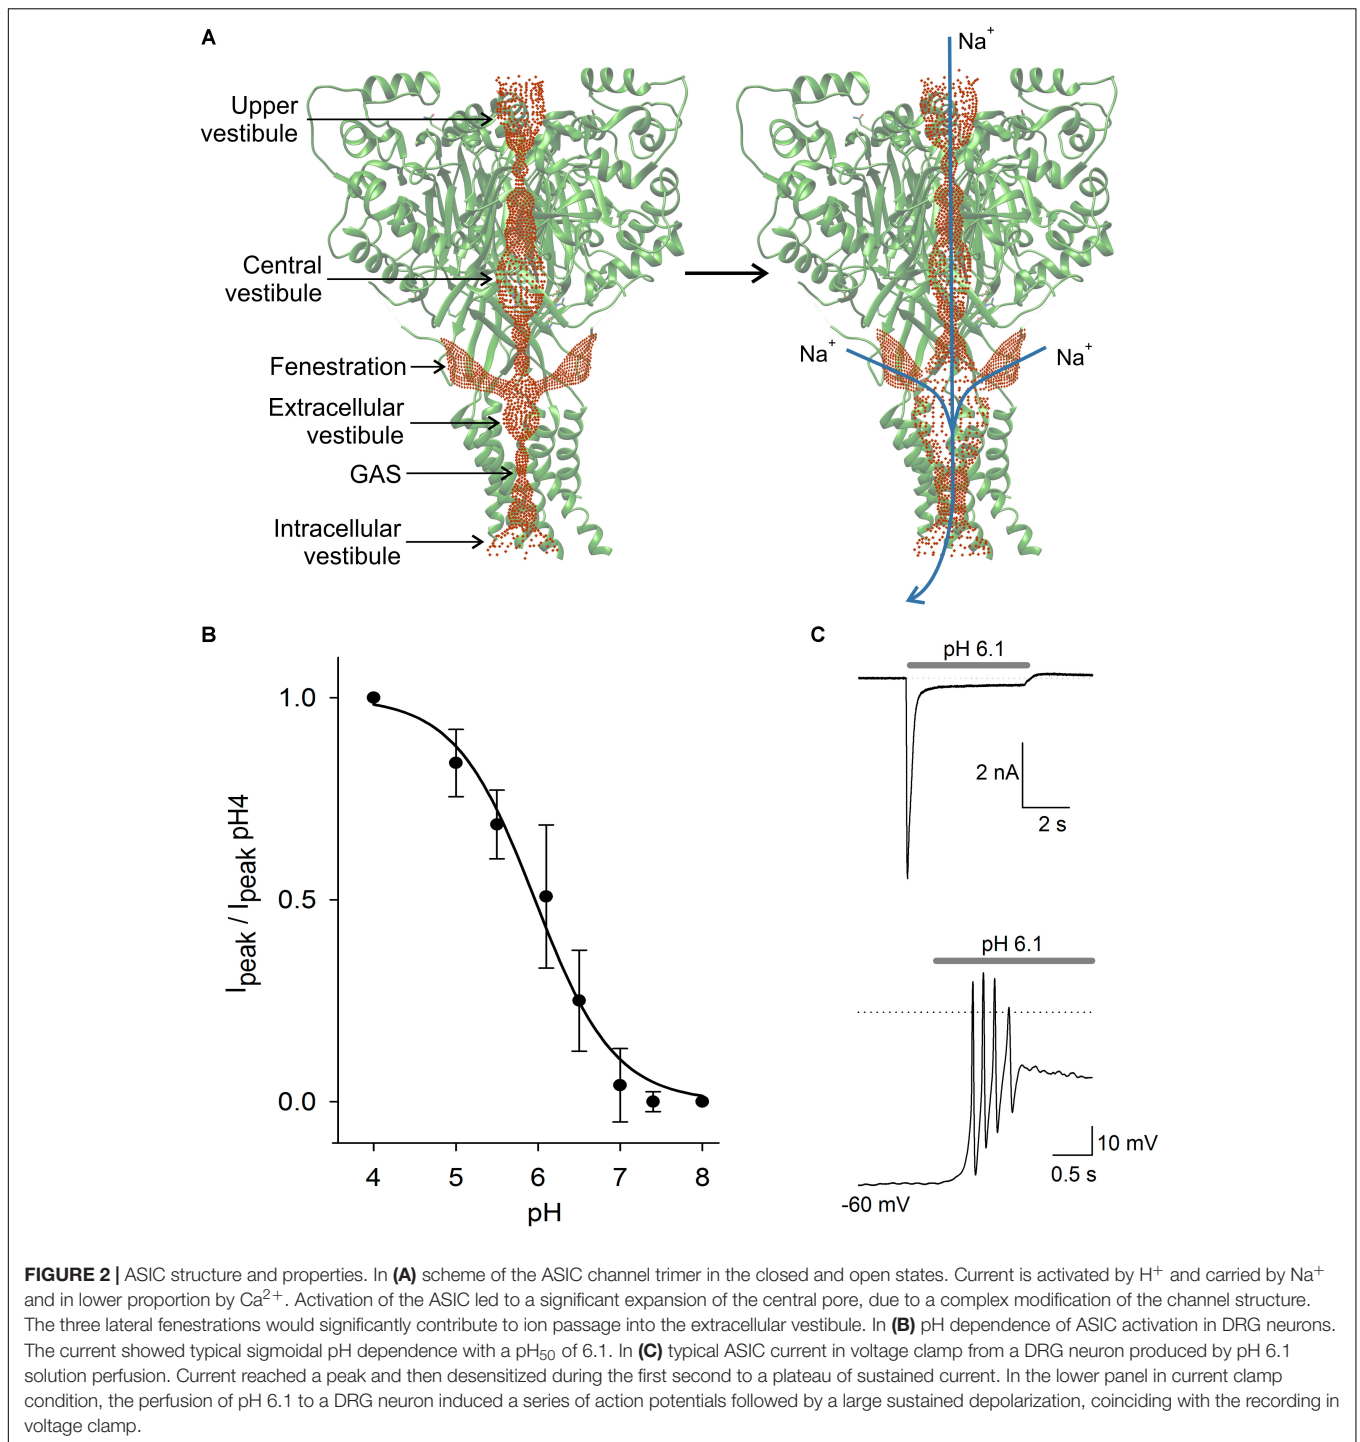 A
Na+
Upper
vestibule
Central
vestibule
Na+
Na+
Fenestration
Extracellular
vestibule
GAS
Intracellular
vestibule
B
1.0
0.5
0.0
Ipeak / Ipeak pH4
4 5 6 7 8
pH
C
pH 6.1
2 nA
2 s
pH 6.1
10 mV
0.5 s
-60 mV
FIGURE 2 | ASIC structure and properties. In (A) scheme of the ASIC channel trimer in the closed and open states. Current is activated by H+ and carried by Na+
and in lower proportion by Ca2+. Activation of the ASIC led to a significant expansion of the central pore, due to a complex modification of the channel structure.
The three lateral fenestrations would significantly contribute to ion passage into the extracellular vestibule. In (B) pH dependence of ASIC activation in DRG neurons.
The current showed typical sigmoidal pH dependence with a pH50 of 6.1. In (C) typical ASIC current in voltage clamp from a DRG neuron produced by pH 6.1
solution perfusion. Current reached a peak and then desensitized during the first second to a plateau of sustained current. In the lower panel in current clamp
condition, the perfusion of pH 6.1 to a DRG neuron induced a series of action potentials followed by a large sustained depolarization, coinciding with the recording in
voltage clamp.